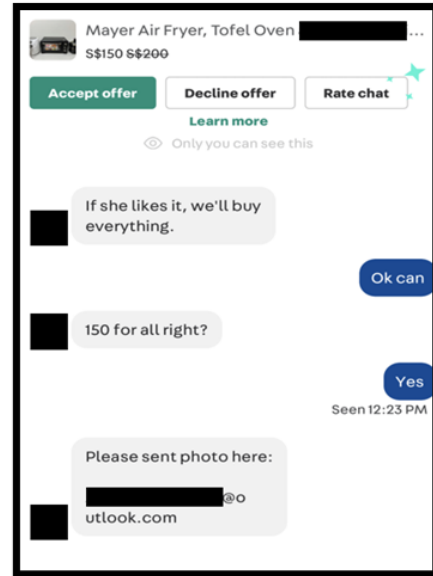 Mayer Air Fryer, Tofel Oven ...
S$150 S$200
Accept offer
Decline offer
Rate chat
Learn more
Only you can see this
If she likes it, we'll buy
everything.
Ok can
150 for all right?
Yes
Seen 12:23 PM
Please sent photo here:
@o
utlook.com